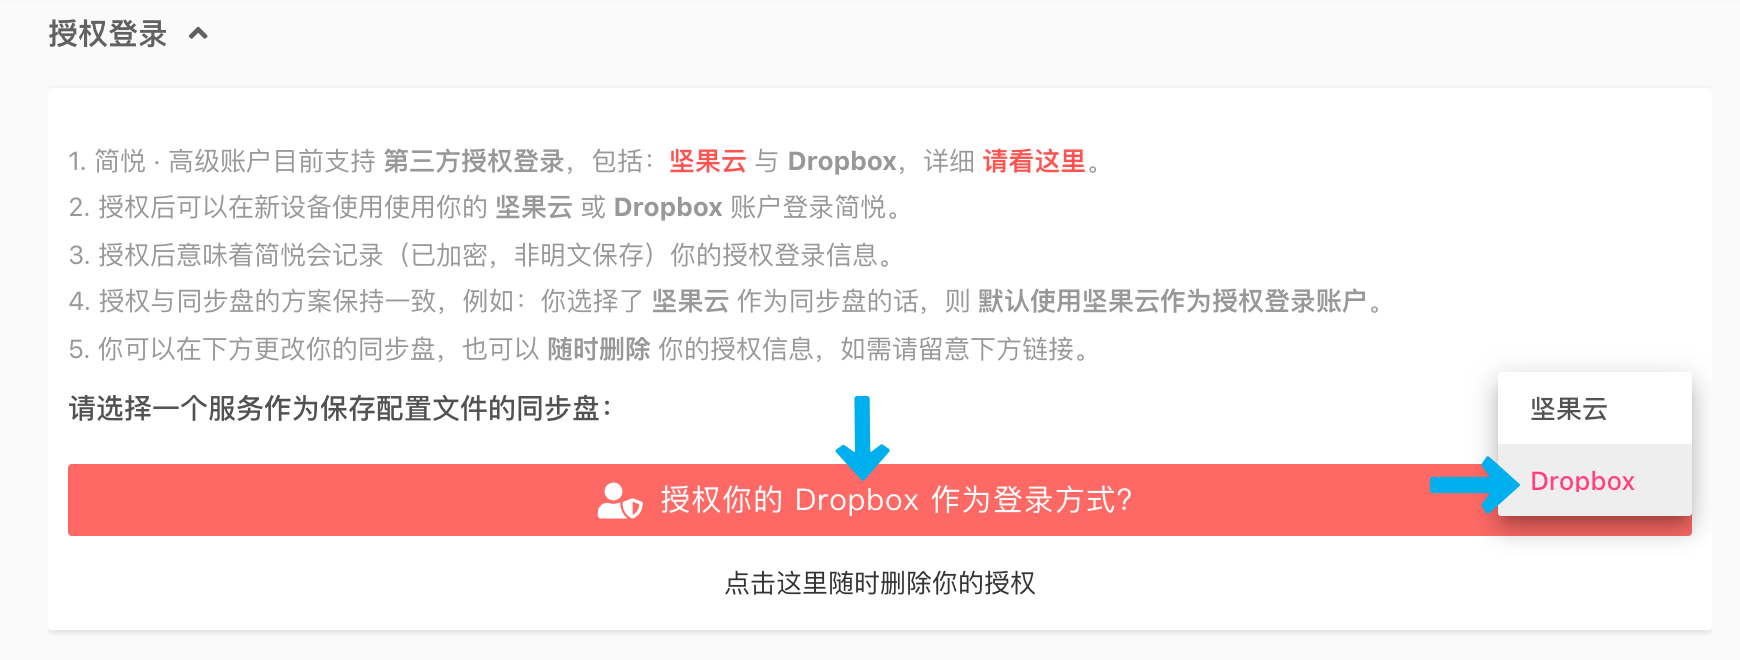 授权登录
1. 简悦 · 高级账户目前支持 第三方授权登录，包括：坚果云 与 Dropbox，详细 请看这里。
2. 授权后可以在新设备使用使用你的 坚果云 或 Dropbox 账户登录简悦。
3. 授权后意味着简悦会记录（已加密，非明文保存）你的授权登录信息。
4. 授权与同步盘的方案保持一致，例如：你选择了 坚果云 作为同步盘的话，则 默认使用坚果云作为授权登录账户。
5. 你可以在下方更改你的同步盘，也可以 随时删除 你的授权信息，如需请留意下方链接。
请选择一个服务作为保存配置文件的同步盘：
坚果云
Dropbox
授权你的 Dropbox 作为登录方式?
点击这里随时删除你的授权